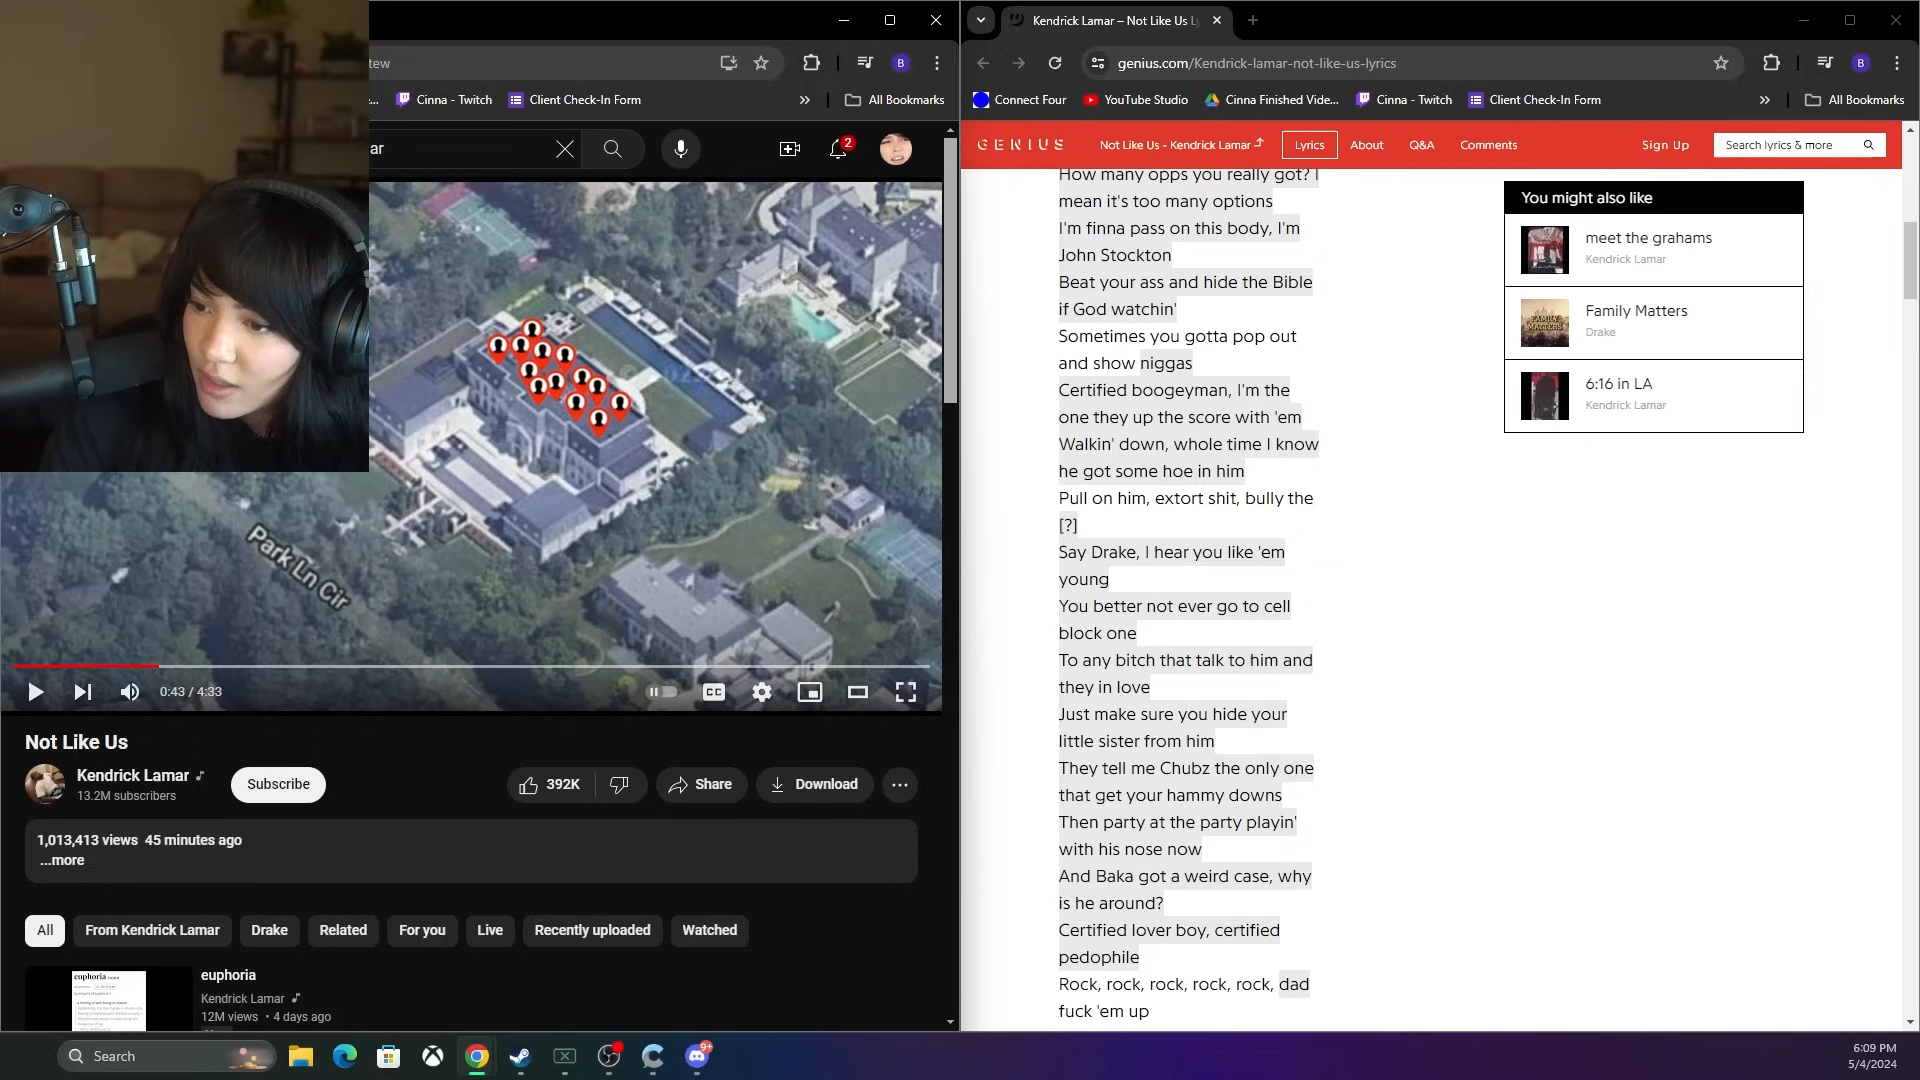 tew
...
Cinna - Twitch
Client Check-In Form
»
All Bookmarks
B
ar
2
Park Ln Cir
0:43 / 4:33
CC
Not Like Us
Kendrick Lamar
13.2M subscribers
Subscribe
392K
Share
Download
1,013,413 views 45 minutes ago
...more
All
From Kendrick Lamar
Drake
Related
For you
Live
Recently uploaded
Watched
euphoria
euphoria
Kendrick Lamar
12M views • 4 days ago
Kendrick Lamar – Not Like Us L
genius.com/Kendrick-lamar-not-like-us-lyrics
B
Connect Four
YouTube Studio
Cinna Finished Vide...
Cinna - Twitch
Client Check-In Form
»
All Bookmarks
GENIUS
Not Like Us - Kendrick Lamar
Lyrics
About
Q&A
Comments
Sign Up
Search lyrics & more
How many opps you really got? I
mean it's too many options
I'm finna pass on this body, I'm
John Stockton
Beat your ass and hide the Bible
if God watchin'
Sometimes you gotta pop out
and show niggas
Certified boogeyman, I'm the
one they up the score with 'em
Walkin' down, whole time I know
he got some hoe in him
Pull on him, extort shit, bully the
[?]
Say Drake, I hear you like 'em
young
You better not ever go to cell
block one
To any bitch that talk to him and
they in love
Just make sure you hide your
little sister from him
They tell me Chubz the only one
that get your hammy downs
Then party at the party playin'
with his nose now
And Baka got a weird case, why
is he around?
Certified lover boy, certified
pedophile
Rock, rock, rock, rock, rock, dad
fuck 'em up
You might also like
meet the grahams
Kendrick Lamar
Family Matters
Drake
FAMILY
MATTERS
6:16 in LA
Kendrick Lamar
Search
9+
6:09 PM
5/4/2024